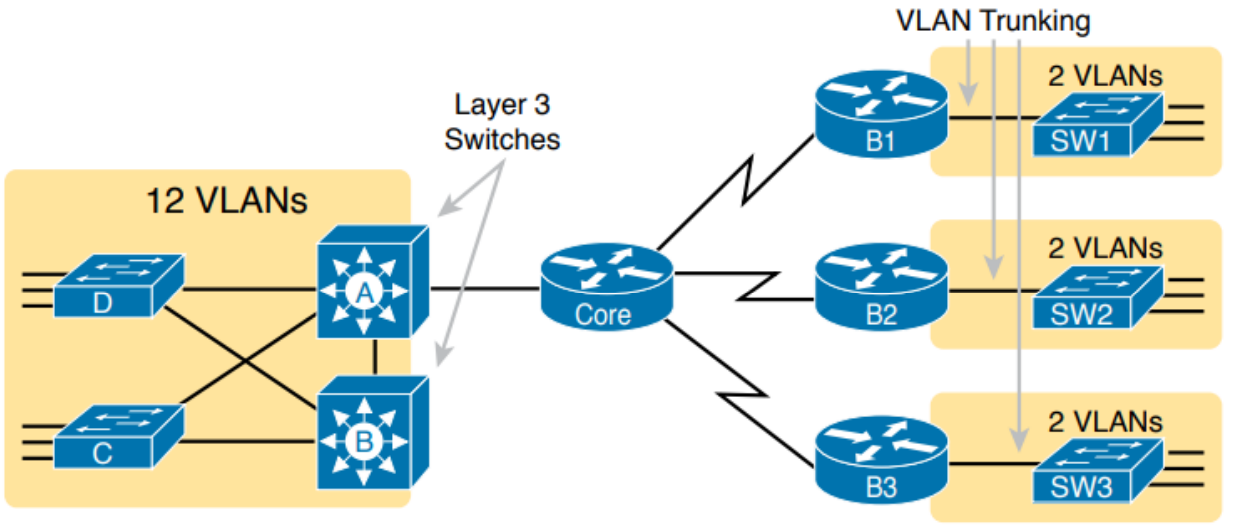 VLAN Trunking
2 VLANs
B1
SW1
Layer 3
Switches
12 VLANs
D
A
Core
2 VLANs
B2
SW2
C
B
2 VLANs
B3
SW3